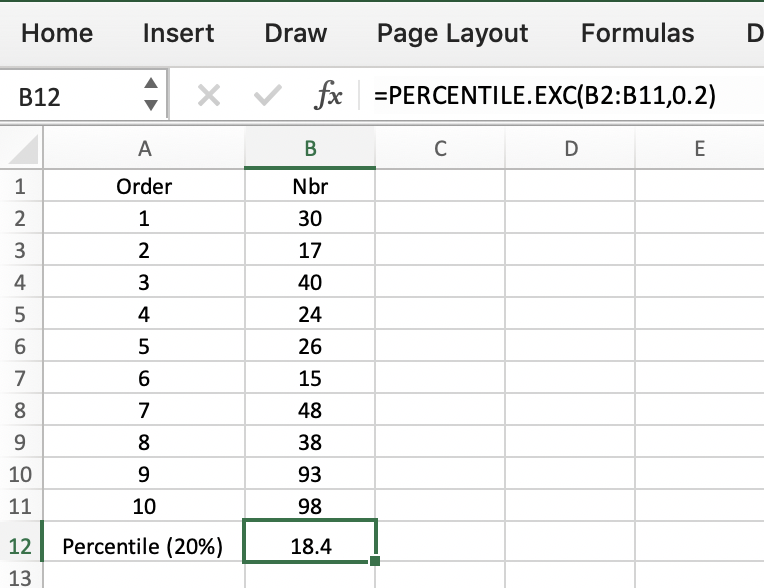 Home Insert Draw Page Layout Formulas D
B12 fx =PERCENTILE.EXC(B2:B11,0.2)
A B C D E
1 Order Nbr
2 1 30
3 2 17
4 3 40
5 4 24
6 5 26
7 6 15
8 7 48
9 8 38
10 9 93
11 10 98
12 Percentile (20%) 18.4
13